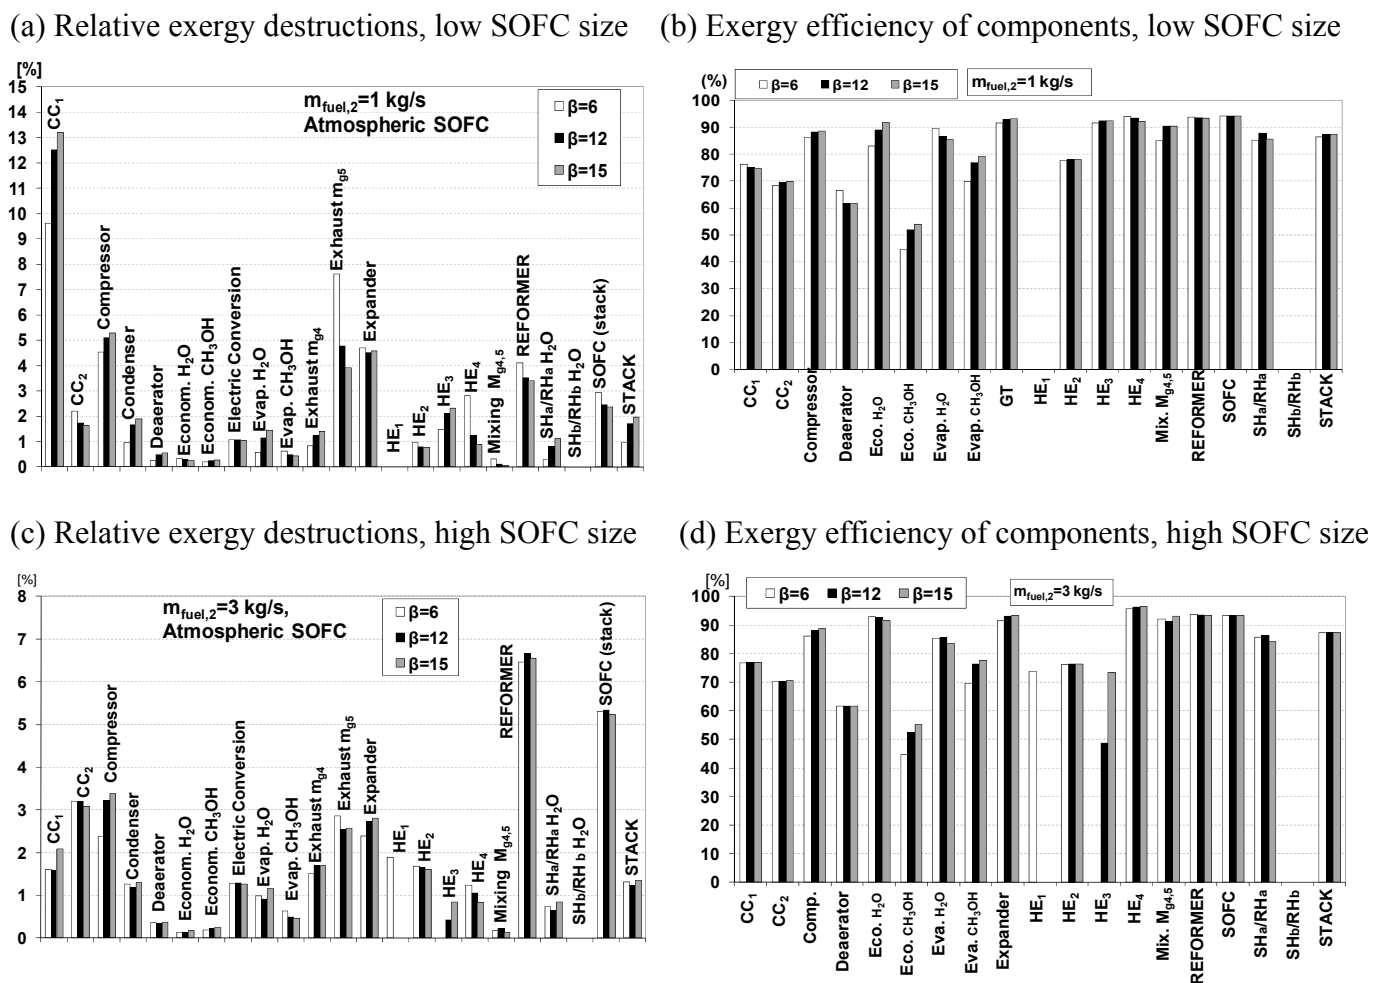 (a) Relative exergy destructions, low SOFC size
[%]
15
14
13
12
11
10
9
8
7
6
5
4
3
2
1
0
m_fuel,2=1 kg/s
Atmospheric SOFC
β=6
β=12
β=15
CC1
CC2
Compressor
Condenser
Deaerator
Econom. H2O
Econom. CH3OH
Electric Conversion
Evap. H2O
Evap. CH3OH
Exhaust mg4
Exhaust mg5
Expander
HE1
HE2
HE3
HE4
Mixing Mg4,5
REFORMER
SHa/RHa H2O
SHb/RHb H2O
SOFC (stack)
STACK
(b) Exergy efficiency of components, low SOFC size
(%)
β=6 β=12 β=15
m_fuel,2=1 kg/s
100
90
80
70
60
50
40
30
20
10
0
CC1
CC2
Compressor
Deaerator
Eco. H2O
Eco. CH3OH
Evap. H2O
Evap. CH3OH
GT
HE1
HE2
HE3
HE4
Mix. Mg4,5
REFORMER
SOFC
SHa/RHa
SHb/RHb
STACK
(c) Relative exergy destructions, high SOFC size
[%]
8
7
6
5
4
3
2
1
0
m_fuel,2=3 kg/s,
Atmospheric SOFC
β=6
β=12
β=15
CC1
CC2
Compressor
Condenser
Deaerator
Econom. H2O
Econom. CH3OH
Electric Conversion
Evap. H2O
Evap. CH3OH
Exhaust mg4
Exhaust mg5
Expander
HE1
HE2
HE3
HE4
Mixing Mg4,5
REFORMER
SHa/RHa H2O
SHb/RH b H2O
SOFC (stack)
STACK
(d) Exergy efficiency of components, high SOFC size
[%]
β=6 β=12 β=15
m_fuel,2=3 kg/s
100
90
80
70
60
50
40
30
20
10
0
CC1
CC2
Comp.
Deaerator
Eco. H2O
Eco. CH3OH
Eva. H2O
Eva. CH3OH
Expander
HE1
HE2
HE3
HE4
Mix. Mg4,5
REFORMER
SOFC
SHa/RHa
SHb/RHb
STACK